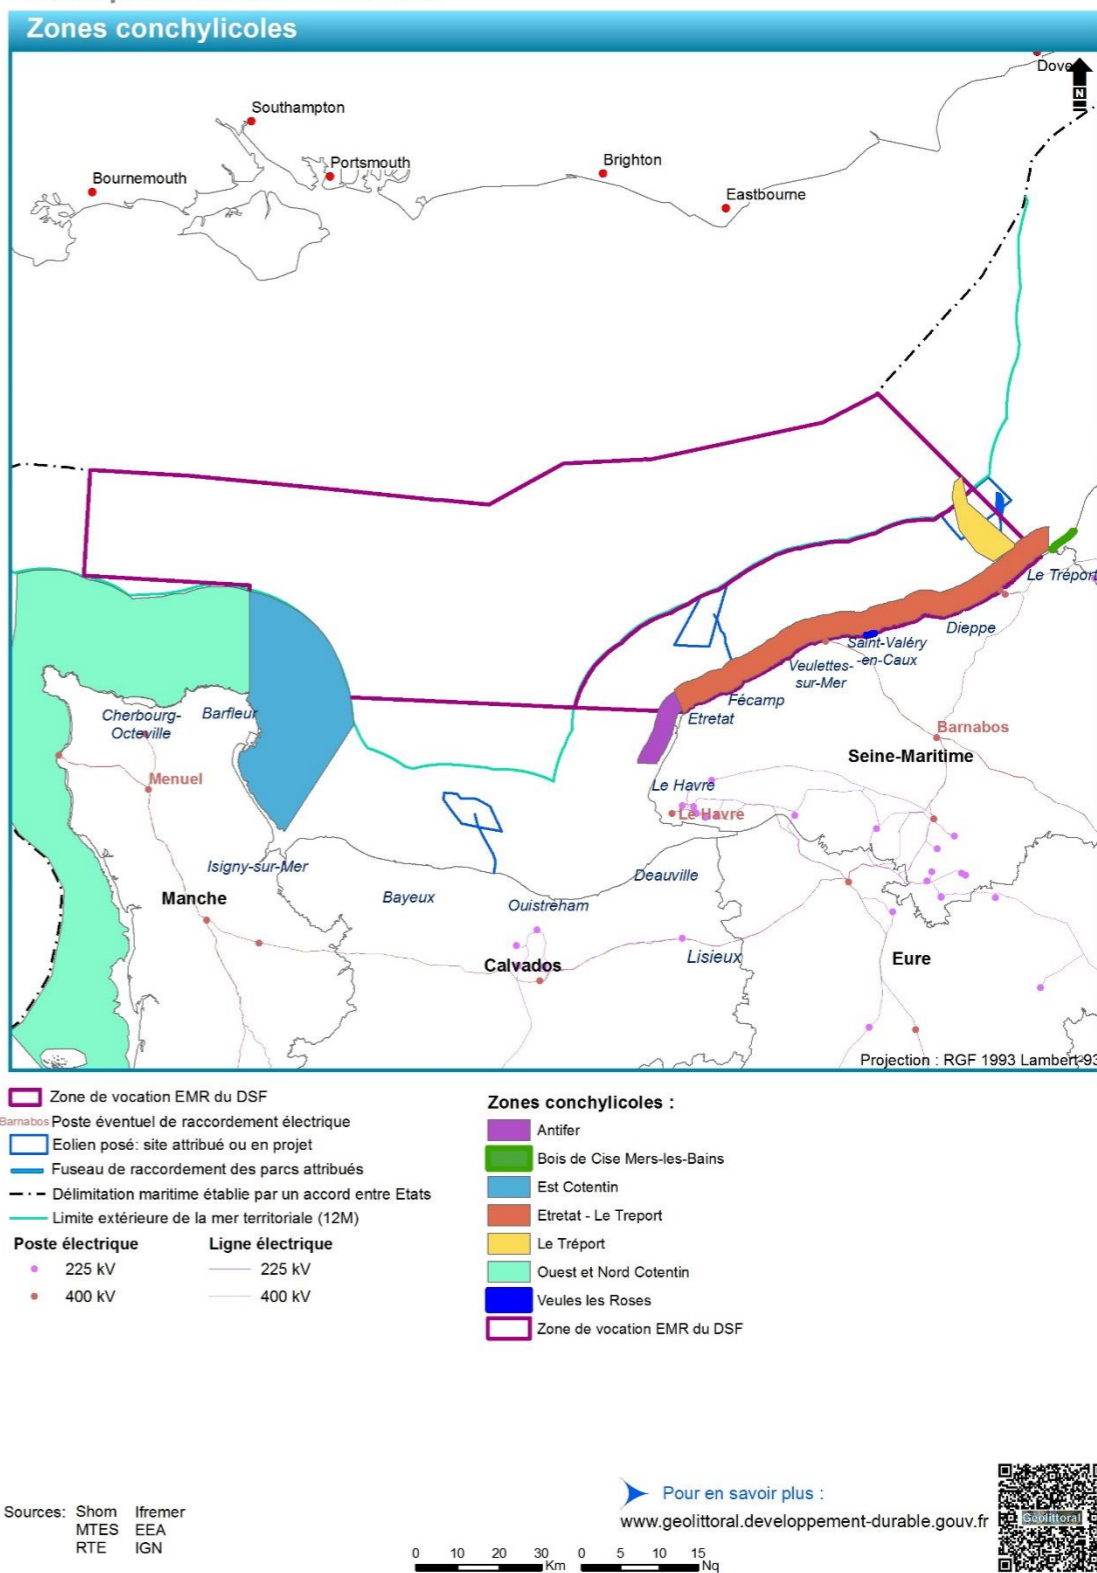 Zones conchylicoles
Dove
N
Southampton
Portsmouth
Brighton
Bournemouth
Eastbourne
Le Tréport
Dieppe
Saint-Valéry
-en-Caux
Veulettes-
sur-Mer
Fécamp
Etretat
Cherbourg-
Octeville
Barfleur
Barnabos
Seine-Maritime
Menuel
Le Havre
Le Havre
Isigny-sur-Mer
Deauville
Manche
Bayeux
Ouistreham
Calvados
Lisieux
Eure
Projection : RGF 1993 Lambert-93
Zone de vocation EMR du DSF
Barnabos Poste éventuel de raccordement électrique
Eolien posé: site attribué ou en projet
Fuseau de raccordement des parcs attribués
Délimitation maritime établie par un accord entre Etats
Limite extérieure de la mer territoriale (12M)
Poste électrique Ligne électrique
225 kV 225 kV
400 kV 400 kV
Zones conchylicoles :
Antifer
Bois de Cise Mers-les-Bains
Est Cotentin
Etretat - Le Treport
Le Tréport
Ouest et Nord Cotentin
Veules les Roses
Zone de vocation EMR du DSF
Pour en savoir plus :
www.geolittoral.developpement-durable.gouv.fr
Géolittoral
Sources: Shom Ifremer
MTES EEA
RTE IGN
0 10 20 30 Km
0 5 10 15 Nq